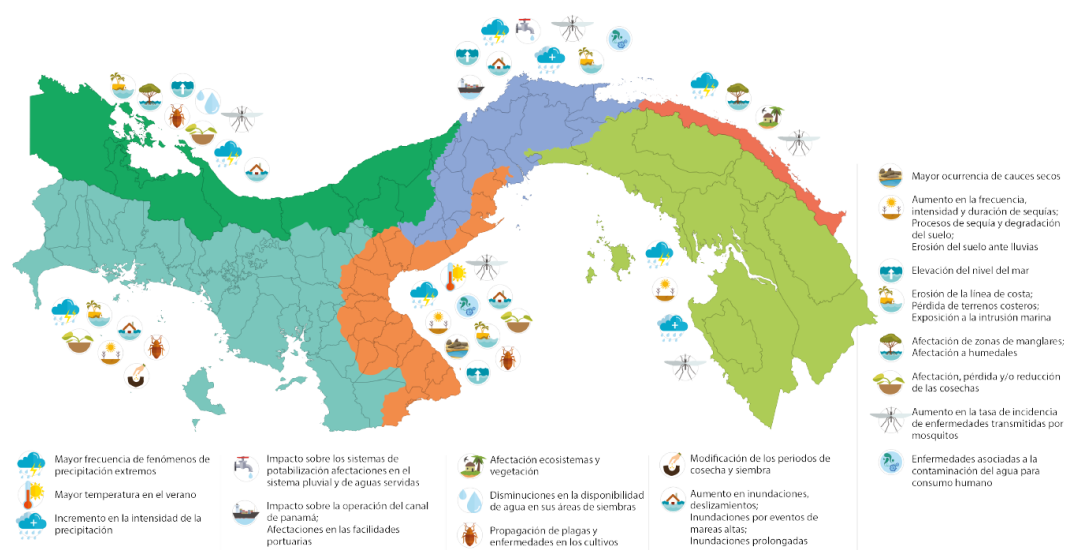 Mayor ocurrencia de cauces secos
Aumento en la frecuencia,
intensidad y duración de sequías;
Procesos de sequía y degradación
del suelo;
Erosión del suelo ante lluvias
Elevación del nivel del mar
Erosión de la línea de costa;
Pérdida de terrenos costeros;
Exposición a la intrusión marina
Afectación de zonas de manglares;
Afectación a humedales
Afectación, pérdida y/o reducción
de las cosechas
Aumento en la tasa de incidencia
de enfermedades transmitidas por
mosquitos
Enfermedades asociadas a
la contaminación del agua para
consumo humano
Mayor frecuencia de fenómenos de
precipitación extremos
Mayor temperatura en el verano
Incremento en la intensidad de la
precipitación
Impacto sobre los sistemas de
potabilización afectaciones en el
sistema pluvial y de aguas servidas
Impacto sobre la operación del canal
de panamá;
Afectaciones en las facilidades
portuarias
Afectación ecosistemas y
vegetación
Disminuciones en la disponibilidad
de agua en sus áreas de siembras
Propagación de plagas y
enfermedades en los cultivos
Modificación de los periodos de
cosecha y siembra
Aumento en inundaciones,
deslizamientos;
Inundaciones por eventos de
mareas altas;
Inundaciones prolongadas